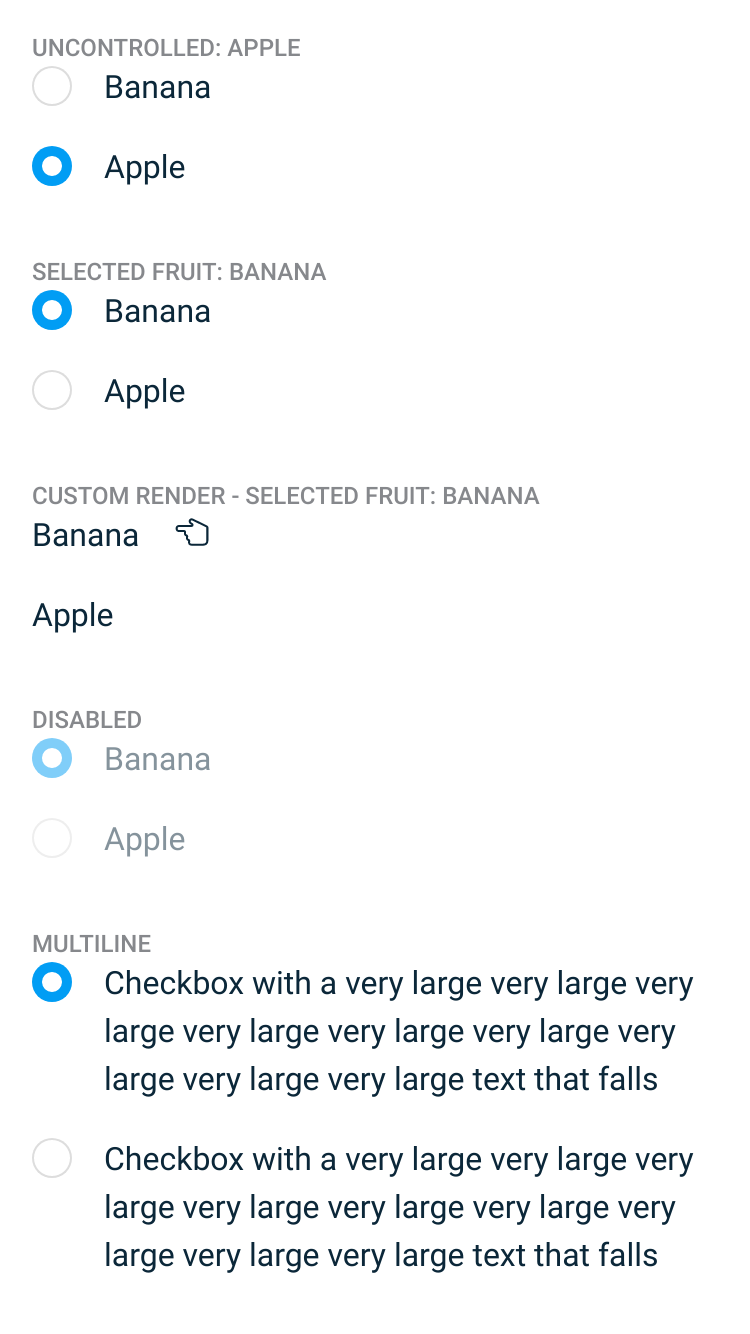 UNCONTROLLED: APPLE
Banana
Apple
SELECTED FRUIT: BANANA
Banana
Apple
CUSTOM RENDER - SELECTED FRUIT: BANANA
Banana
Apple
DISABLED
Banana
Apple
MULTILINE
Checkbox with a very large very large very
large very large very large very large very
large very large very large text that falls
Checkbox with a very large very large very
large very large very large very large very
large very large very large text that falls